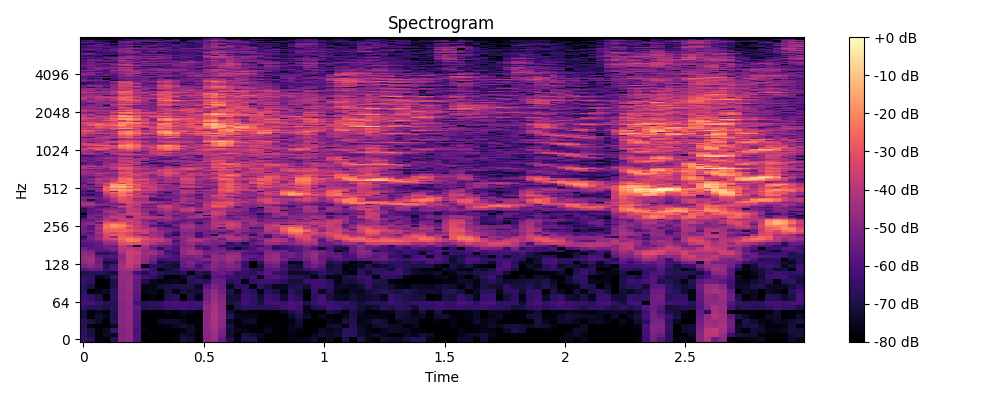 Spectrogram
Hz
4096
2048
1024
512
256
128
64
0
0
0.5
1
1.5
2
2.5
Time
+0 dB
-10 dB
-20 dB
-30 dB
-40 dB
-50 dB
-60 dB
-70 dB
-80 dB